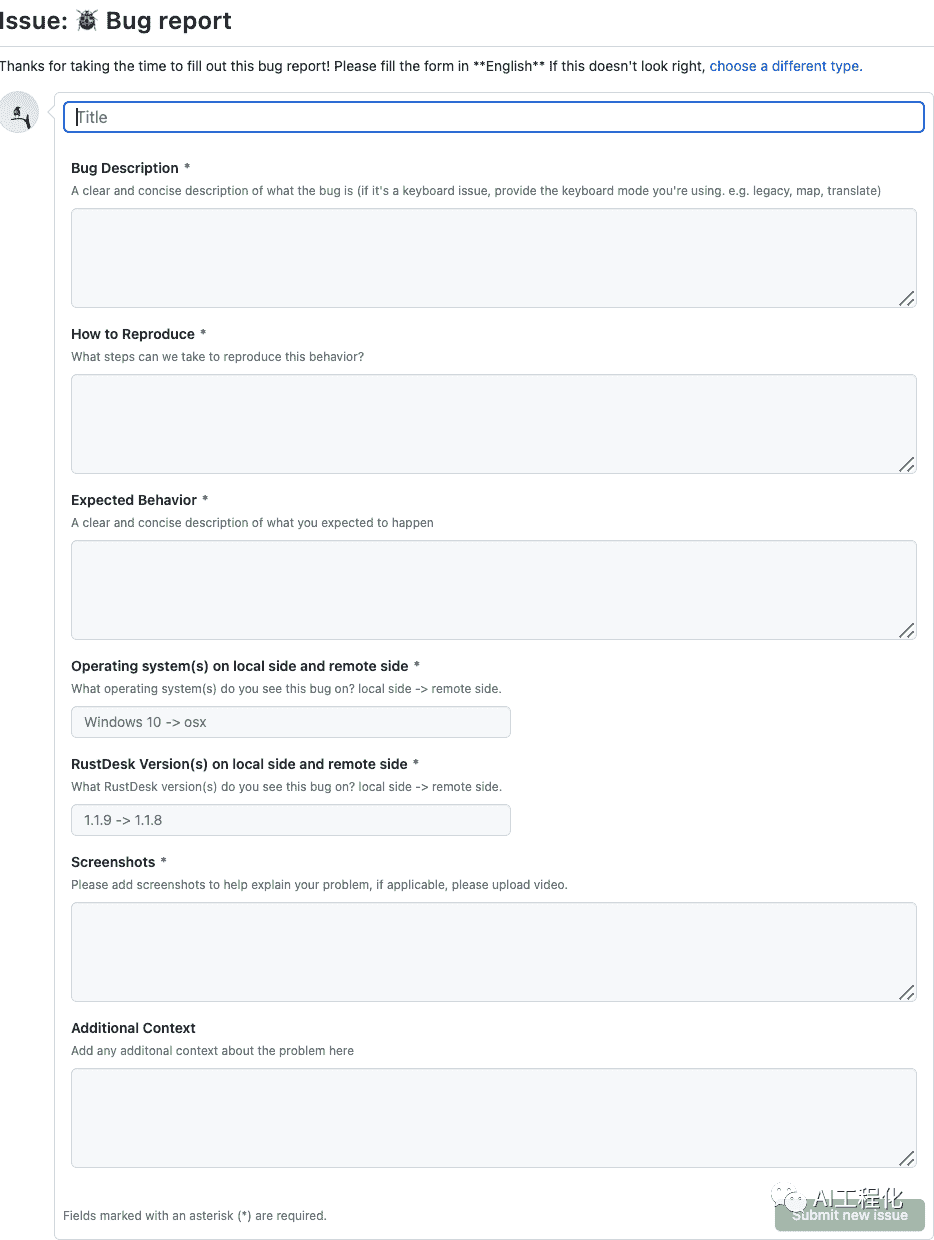 Issue: 🪲 Bug report
Thanks for taking the time to fill out this bug report! Please fill the form in **English** If this doesn't look right, choose a different type.
Title
Bug Description *
A clear and concise description of what the bug is (if it's a keyboard issue, provide the keyboard mode you're using. e.g. legacy, map, translate)
How to Reproduce *
What steps can we take to reproduce this behavior?
Expected Behavior *
A clear and concise description of what you expected to happen
Operating system(s) on local side and remote side *
What operating system(s) do you see this bug on? local side -> remote side.
Windows 10 -> osx
RustDesk Version(s) on local side and remote side *
What RustDesk version(s) do you see this bug on? local side -> remote side.
1.1.9 -> 1.1.8
Screenshots *
Please add screenshots to help explain your problem, if applicable, please upload video.
Additional Context
Add any additonal context about the problem here
AI工程化
Fields marked with an asterisk (*) are required.
Submit new issue